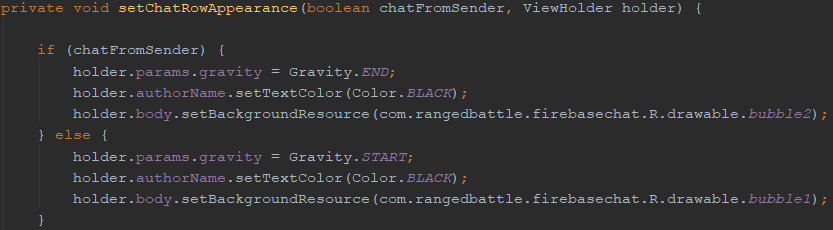 private void setChatRowAppearance(boolean chatFromSender, ViewHolder holder) {
if (chatFromSender) {
holder.params.gravity = Gravity.END;
holder.authorName.setTextColor(Color.BLACK);
holder.body.setBackgroundResource(com.rangedbattle.firebasechat.R.drawable.bubble2);
} else {
holder.params.gravity = Gravity.START;
holder.authorName.setTextColor(Color.BLACK);
holder.body.setBackgroundResource(com.rangedbattle.firebasechat.R.drawable.bubble1);
}